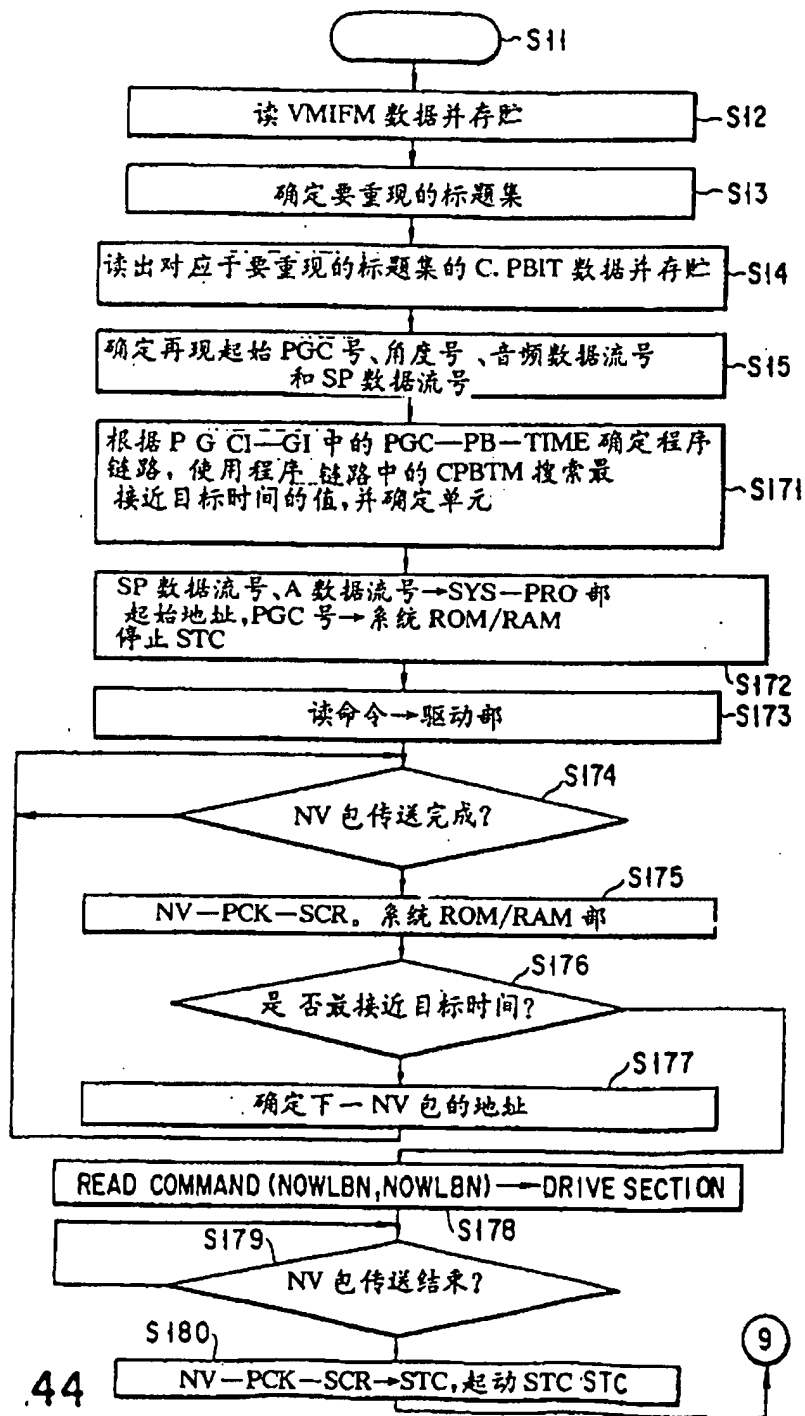 S11
读 VMIFM 数据并存贮
S12
确定要重现的标题集
S13
读出对应于要重现的标题集的 C. PBIT 数据并存贮
S14
确定再现起始 PGC 号、角度号、音频数据流号
和 SP 数据流号
S15
根据 P G CI—GI 中的 PGC—PB—TIME 确定程序
链路, 使用程序链路中的 CPBTM 搜索最
接近目标时间的值,并确定单元
S171
SP 数据流号、A 数据流号→SYS—PRO 部
起始地址,PGC 号→系统 ROM/RAM
停止 STC
S172
读命令→驱动部
S173
S174
NV 包传送完成?
S175
NV—PCK—SCR。系统 ROM/RAM 部
S176
是否最接近目标时间?
S177
确定下一 NV 包的地址
READ COMMAND (NOWLBN,NOWLBN)→DRIVE SECTION
S178
S179
NV 包传送结束?
S180
9
NV—PCK—SCR→STC,起动 STC STC
.44